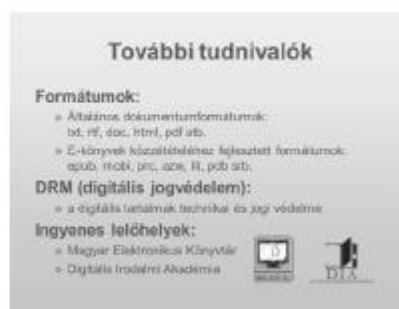 További tudnivalók
Formátumok:
» Általános dokumentumformátumok:
txt, rtf, doc, html, pdf stb.
» E-könyvek közzétételéhez fejlesztett formátumok:
epub, mobi, prc, azw, lit, pdb stb.
DRM (digitális jogvédelem):
» a digitális tartalmak technikai és jogi védelme
Ingyenes lelőhelyek:
» Magyar Elektronikus Könyvtár
» Digitális Irodalmi Akadémia
DIA